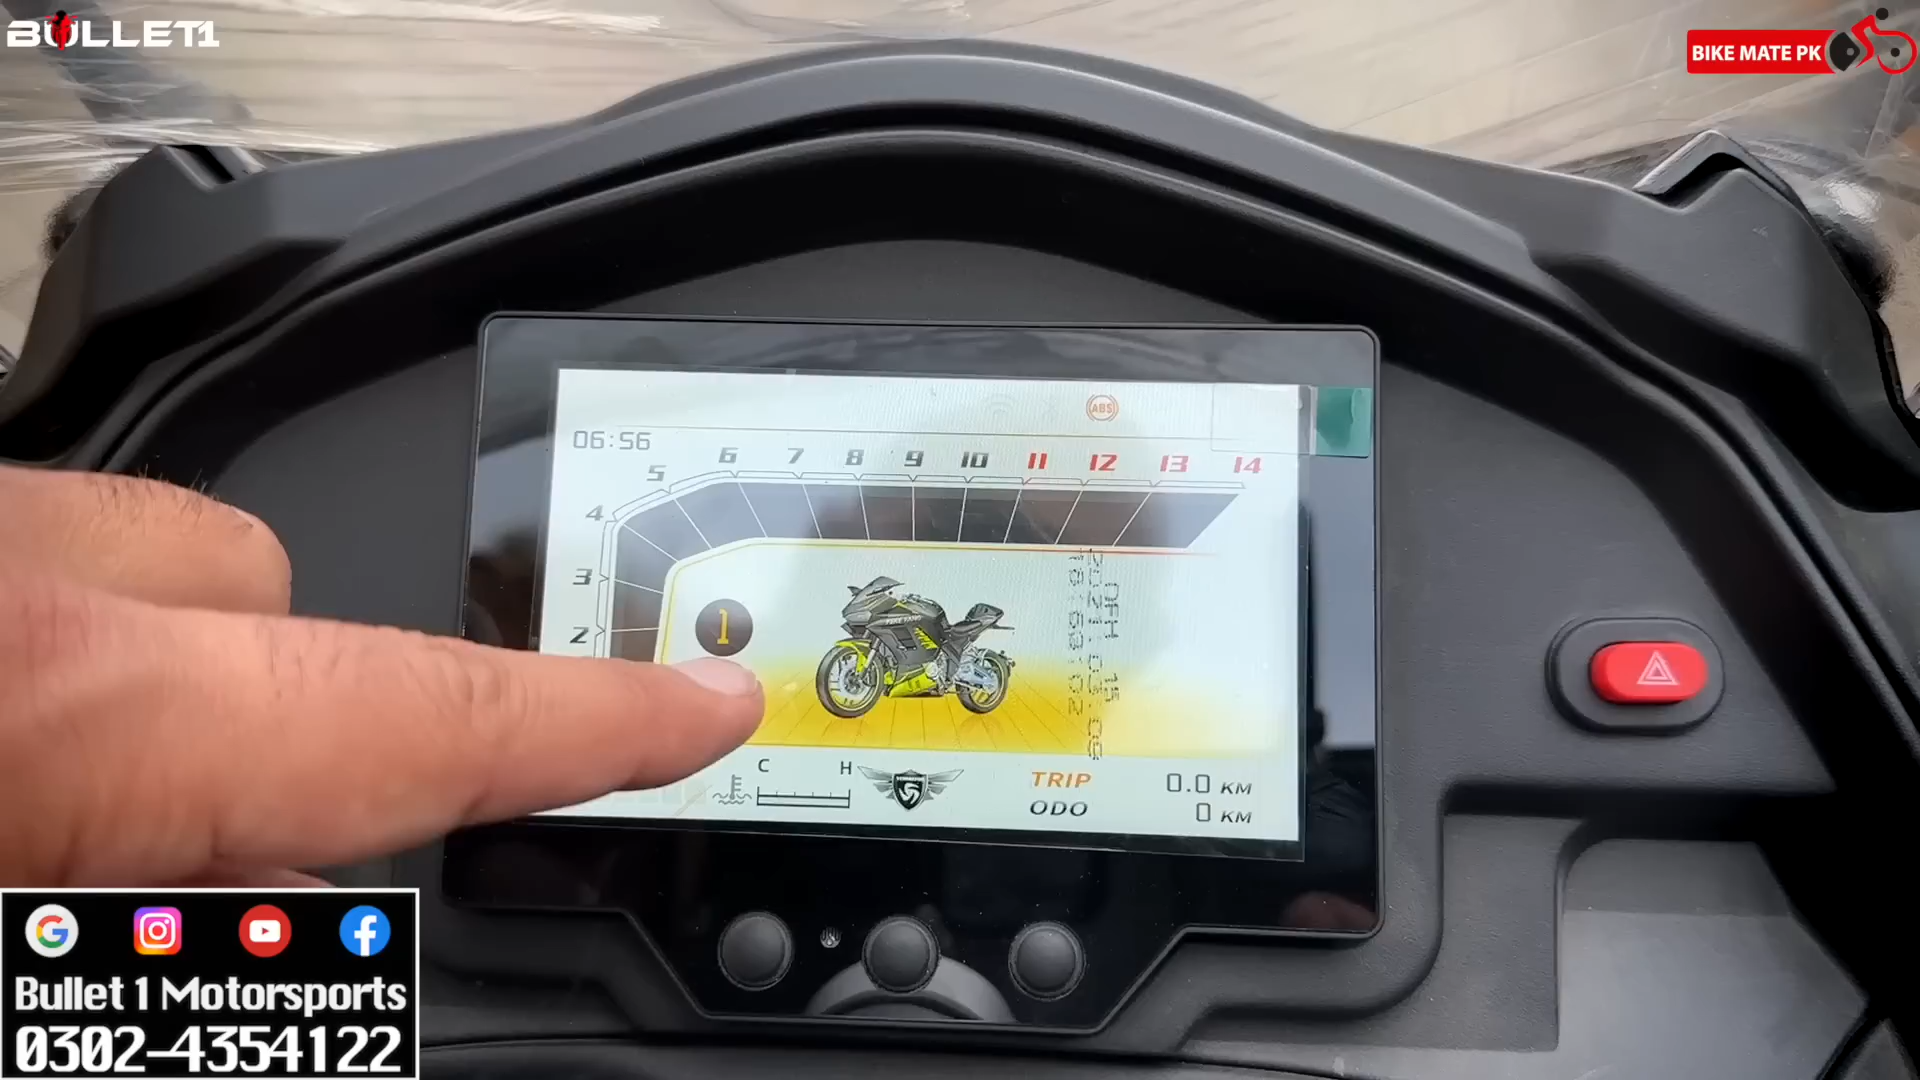 BULLET1
BIKE MATE PK
ABS
06:56
2
3
4
5
6
7
8
9
10
11
12
13
14
1
C H
TRIP 0.0 KM
ODO 0 KM
Bullet 1 Motorsports
0302-4354122